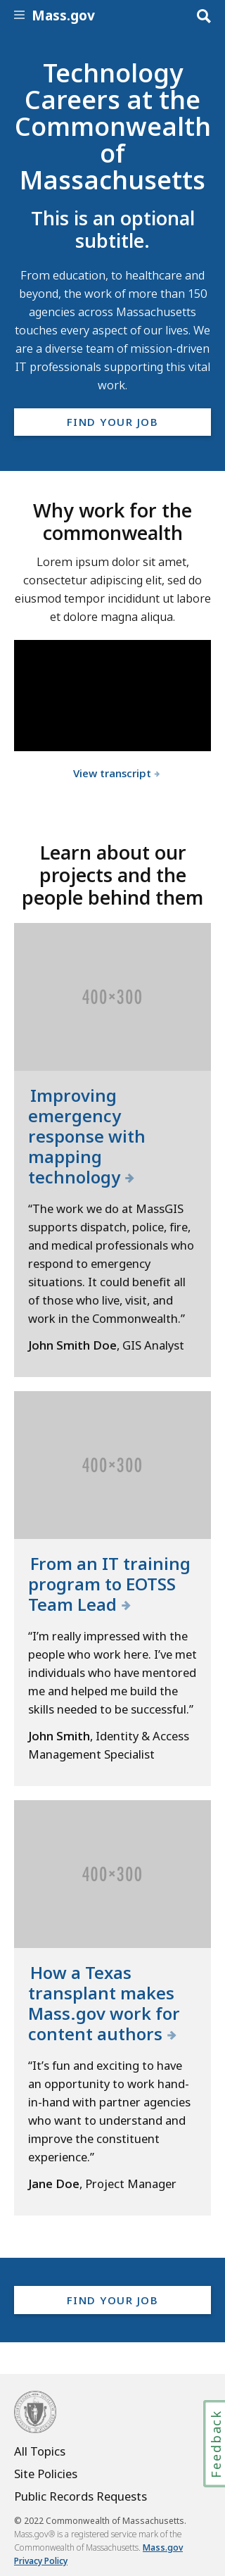 Mass.gov
Technology
Careers at the
Commonwealth
of
Massachusetts
This is an optional
subtitle.
From education, to healthcare and
beyond, the work of more than 150
agencies across Massachusetts
touches every aspect of our lives. We
are a diverse team of mission-driven
IT professionals supporting this vital
work.
FIND YOUR JOB
Why work for the
commonwealth
Lorem ipsum dolor sit amet,
consectetur adipiscing elit, sed do
eiusmod tempor incididunt ut labore
et dolore magna aliqua.
View transcript
Learn about our
projects and the
people behind them
400×300
Improving
emergency
response with
mapping
technology
“The work we do at MassGIS
supports dispatch, police, fire,
and medical professionals who
respond to emergency
situations. It could benefit all
of those who live, visit, and
work in the Commonwealth.”
John Smith Doe, GIS Analyst
400×300
From an IT training
program to EOTSS
Team Lead
“I’m really impressed with the
people who work here. I’ve met
individuals who have mentored
me and helped me build the
skills needed to be successful.”
John Smith, Identity & Access
Management Specialist
400×300
How a Texas
transplant makes
Mass.gov work for
content authors
“It’s fun and exciting to have
an opportunity to work hand-
in-hand with partner agencies
who want to understand and
improve the constituent
experience.”
Jane Doe, Project Manager
FIND YOUR JOB
Feedback
All Topics
Site Policies
Public Records Requests
© 2022 Commonwealth of Massachusetts.
Mass.gov® is a registered service mark of the
Commonwealth of Massachusetts. Mass.gov
Privacy Policy